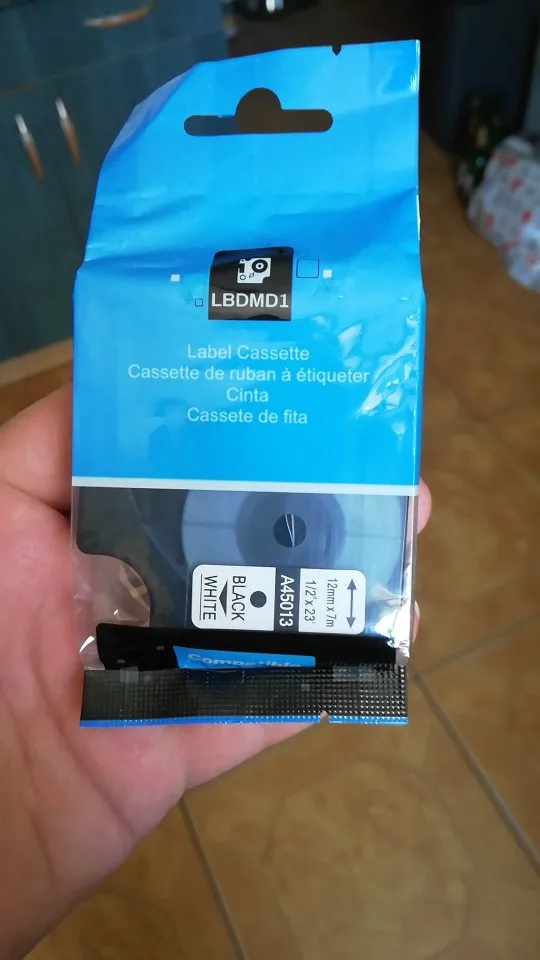 LBDMD1
Label Cassette
Cassette de ruban à étiqueter
Cinta
Cassete de fita
12mm x 7m
1/2" x 23'
A45013
BLACK
WHITE
Compatible